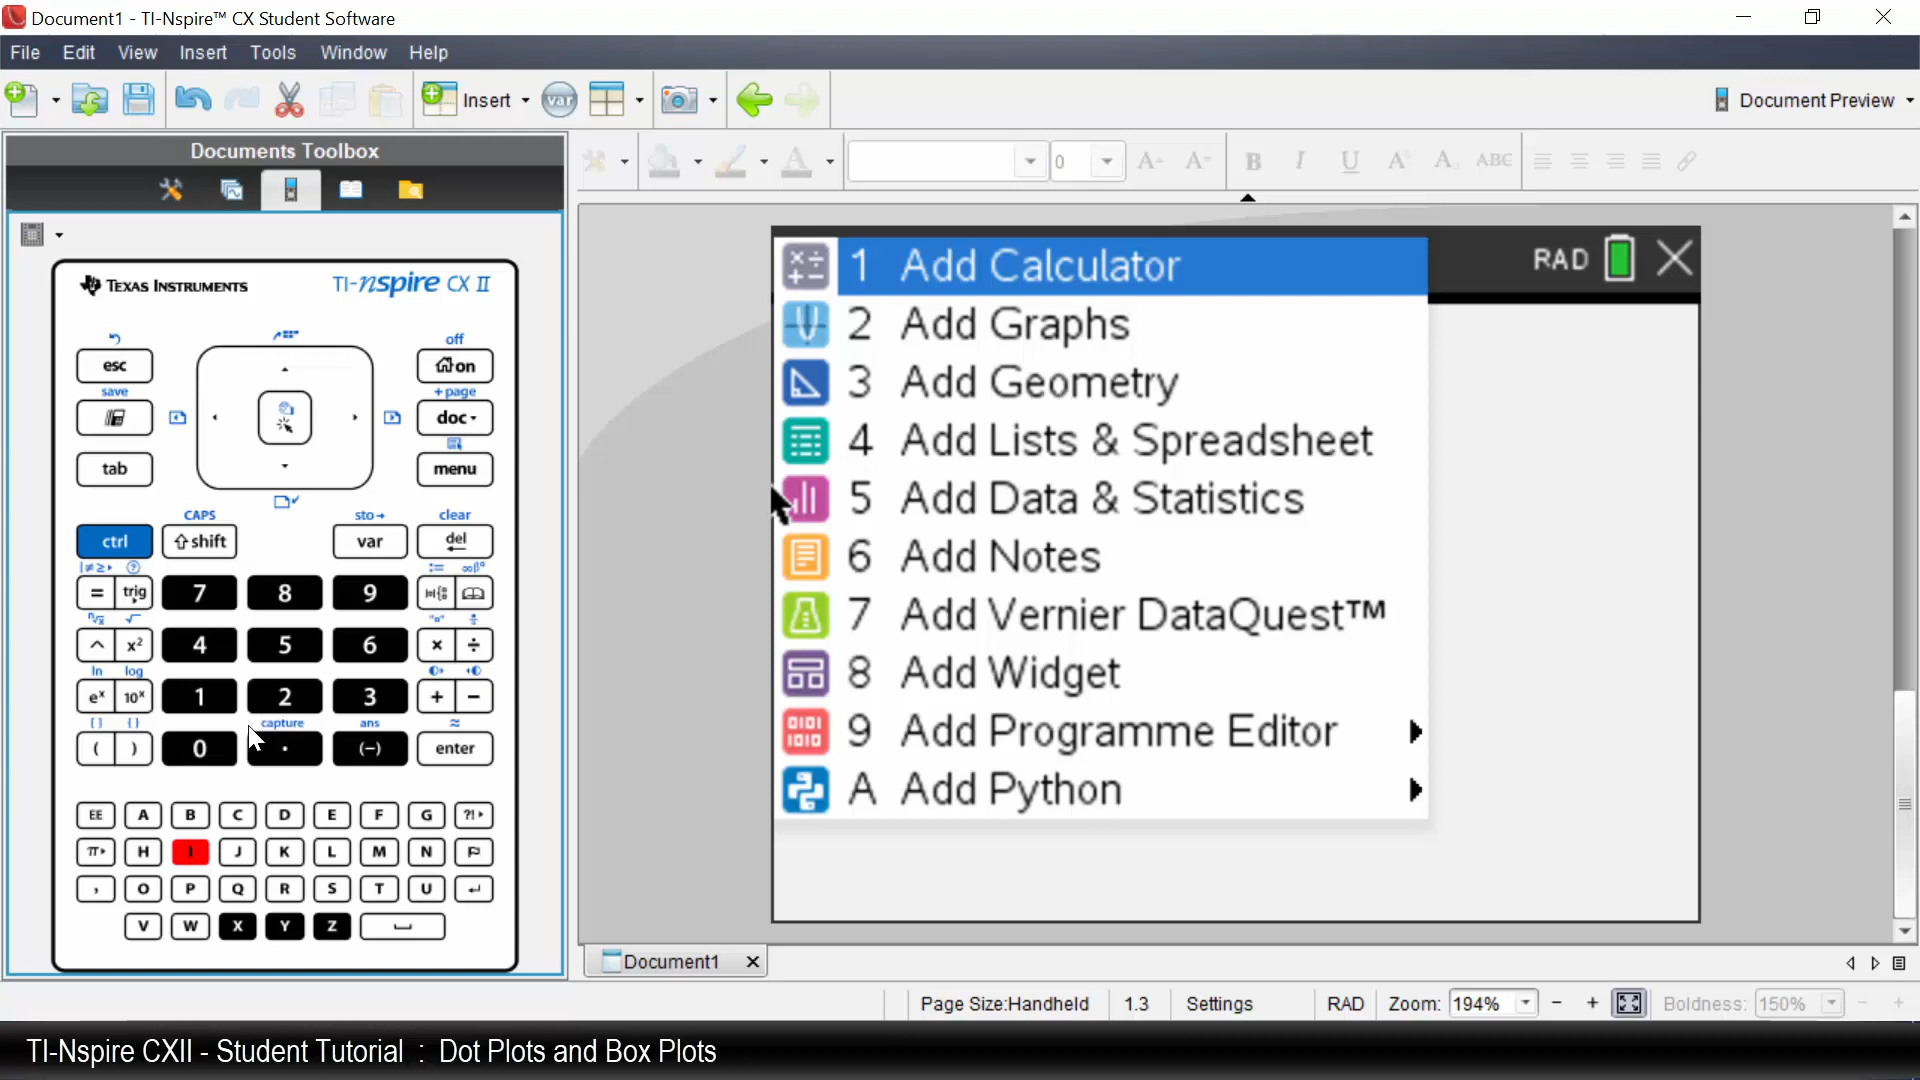 Document1 - TI-Nspire™ CX Student Software
File Edit View Insert Tools Window Help
Insert
var
Document Preview
Documents Toolbox
0
A A B I U A A ABC
TEXAS INSTRUMENTS TI-nspire CX II
off
esc on
save +page
doc
tab menu
CAPS sto→ clear
ctrl shift var del
= trig 7 8 9
^ x² 4 5 6 × ÷
ln log
eˣ 10ˣ 1 2 3 + −
[ ] { } capture ans ≈
( ) 0 . (−) enter
EE A B C D E F G ?!
π H I J K L M N
, O P Q R S T U
V W X Y Z
RAD
1 Add Calculator
2 Add Graphs
3 Add Geometry
4 Add Lists & Spreadsheet
5 Add Data & Statistics
6 Add Notes
7 Add Vernier DataQuest™
8 Add Widget
9 Add Programme Editor
A Add Python
Document1
Page Size:Handheld 1.3 Settings RAD Zoom: 194% - + Boldness: 150% - +
TI-Nspire CXII - Student Tutorial : Dot Plots and Box Plots